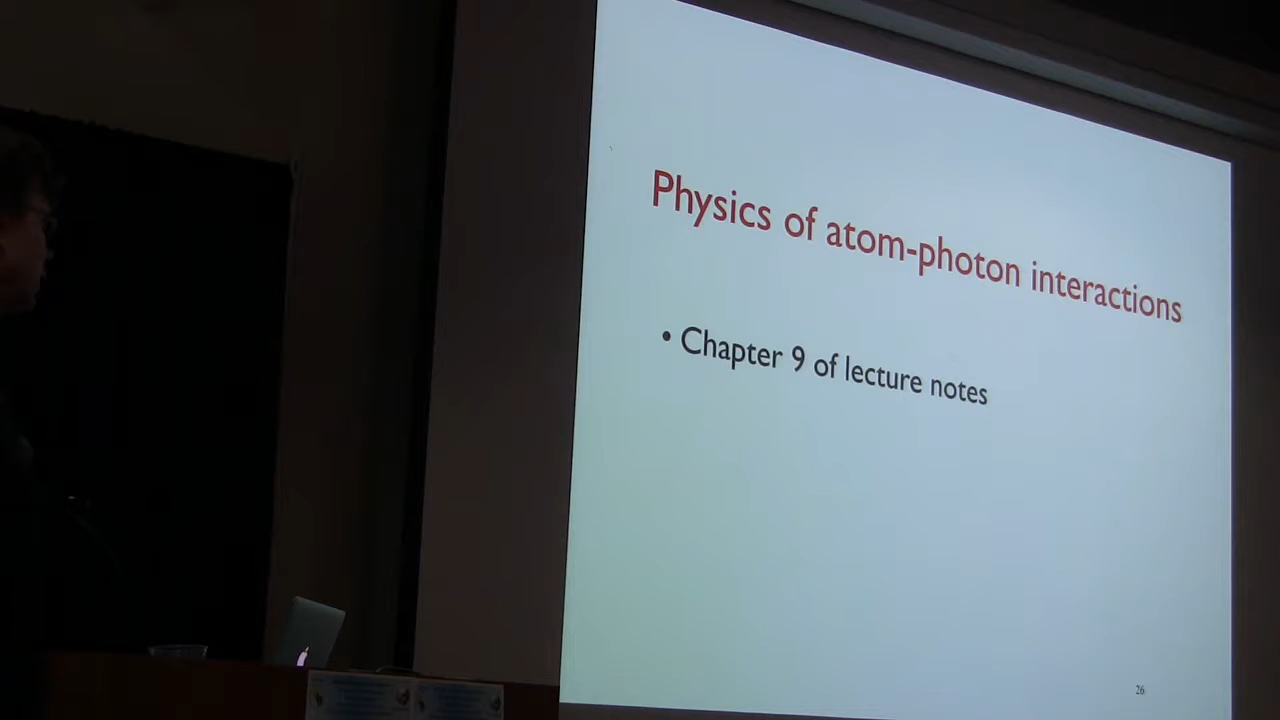 Physics of atom-photon interactions
• Chapter 9 of lecture notes
26